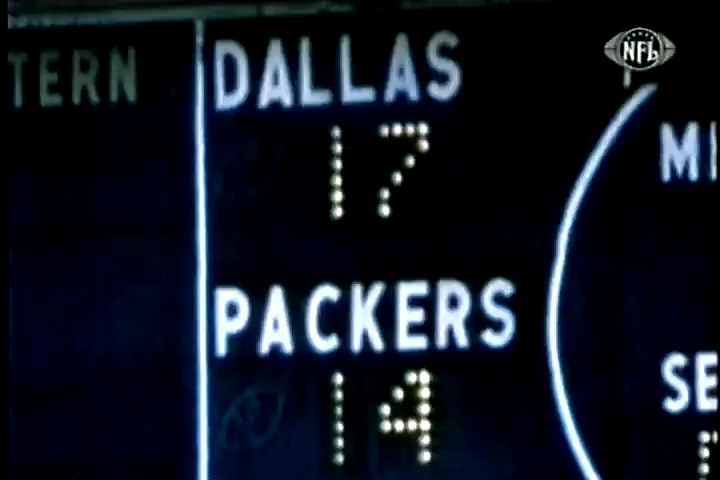 NFL
TERN
DALLAS
17
MI
PACKERS
14
SE